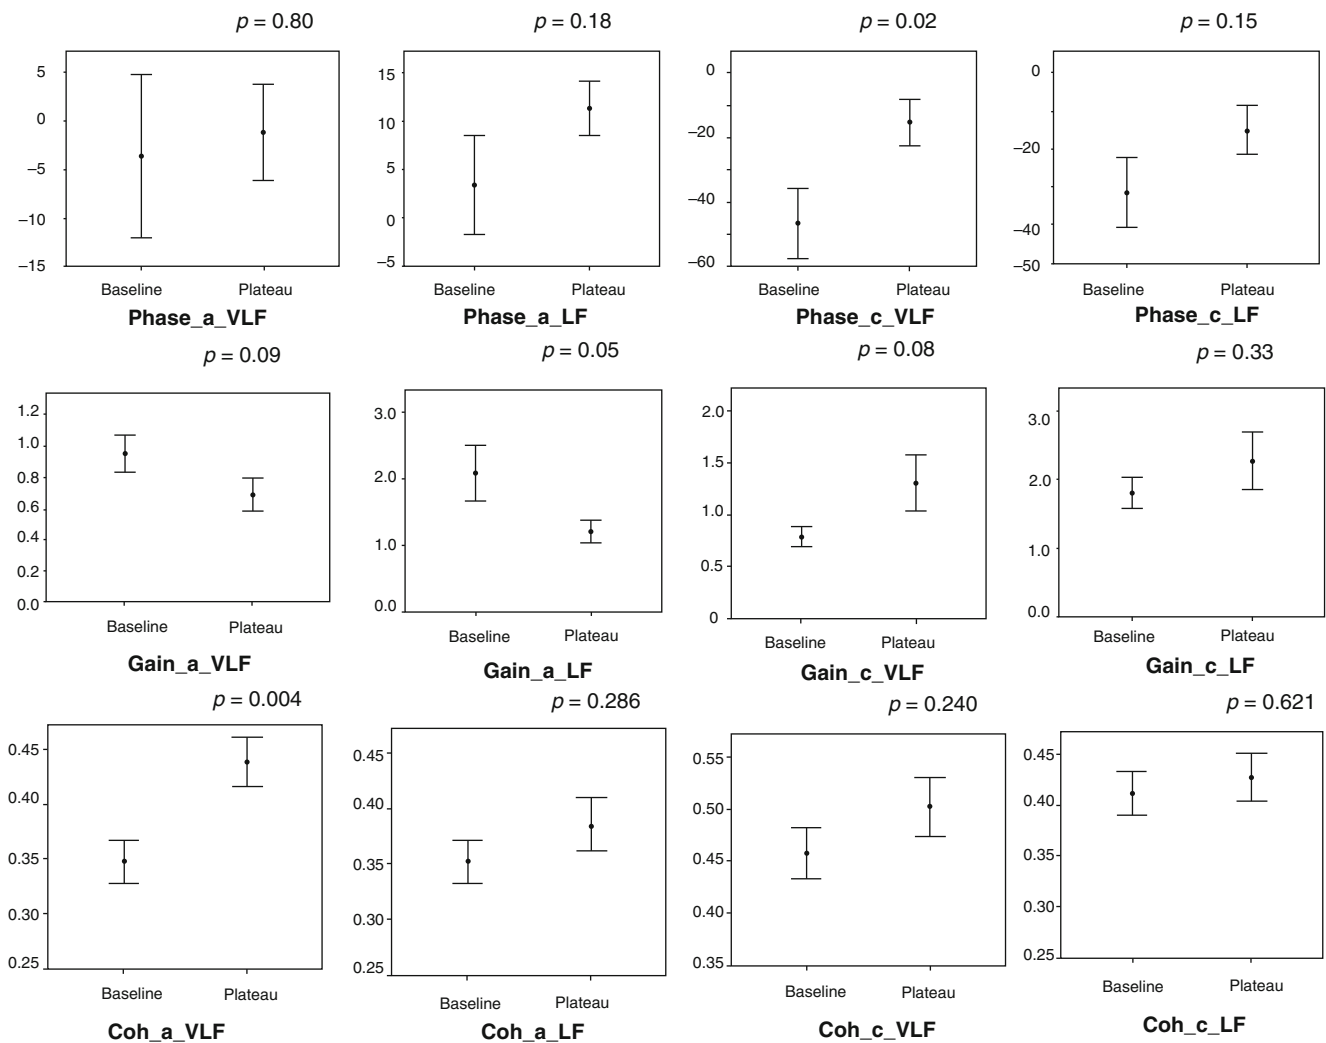 p = 0.80
p = 0.18
p = 0.02
p = 0.15
5
0
–5
–10
–15
Baseline Plateau
Phase_a_VLF
15
10
5
0
–5
Baseline Plateau
Phase_a_LF
0
–20
–40
–60
Baseline Plateau
Phase_c_VLF
0
–20
–40
–50
Baseline Plateau
Phase_c_LF
p = 0.09
p = 0.05
p = 0.08
p = 0.33
1.2
1.0
0.8
0.6
0.4
0.2
0.0
Baseline Plateau
Gain_a_VLF
3.0
2.0
1.0
0.0
Baseline Plateau
Gain_a_LF
2.0
1.5
1.0
0.5
0
Baseline Plateau
Gain_c_VLF
3.0
2.0
1.0
0.0
Baseline Plateau
Gain_c_LF
p = 0.004
p = 0.286
p = 0.240
p = 0.621
0.45
0.40
0.35
0.30
0.25
Baseline Plateau
Coh_a_VLF
0.45
0.40
0.35
0.30
0.25
Baseline Plateau
Coh_a_LF
0.55
0.50
0.45
0.40
0.35
Baseline Plateau
Coh_c_VLF
0.45
0.40
0.35
0.30
0.25
Baseline Plateau
Coh_c_LF